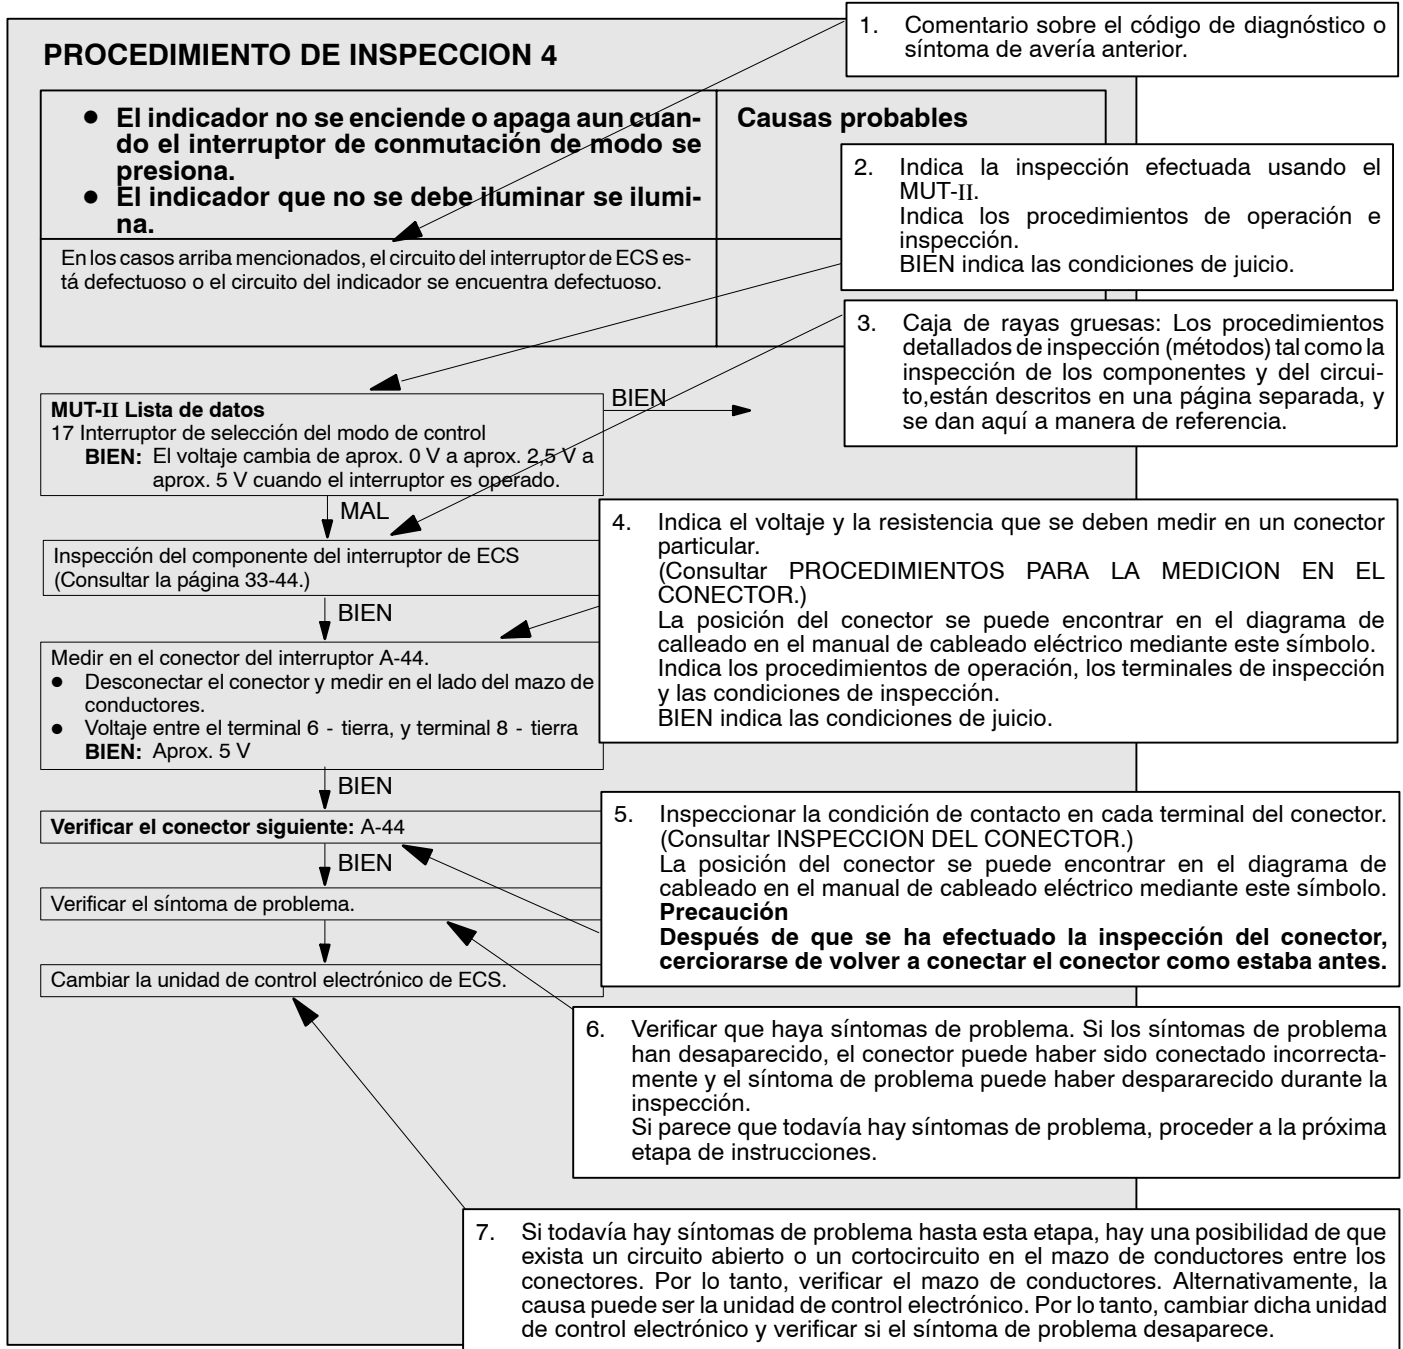 PROCEDIMIENTO DE INSPECCION 4
● El indicador no se enciende o apaga aun cuan-
do el interruptor de conmutación de modo se
presiona.
● El indicador que no se debe iluminar se ilumi-
na.
Causas probables
En los casos arriba mencionados, el circuito del interruptor de ECS es-
tá defectuoso o el circuito del indicador se encuentra defectuoso.
MUT-II Lista de datos
17 Interruptor de selección del modo de control
BIEN: El voltaje cambia de aprox. 0 V a aprox. 2,5 V a
aprox. 5 V cuando el interruptor es operado.
BIEN
MAL
Inspección del componente del interruptor de ECS
(Consultar la página 33-44.)
BIEN
Medir en el conector del interruptor A-44.
● Desconectar el conector y medir en el lado del mazo de
conductores.
● Voltaje entre el terminal 6 - tierra, y terminal 8 - tierra
BIEN: Aprox. 5 V
BIEN
Verificar el conector siguiente: A-44
BIEN
Verificar el síntoma de problema.
Cambiar la unidad de control electrónico de ECS.
1. Comentario sobre el código de diagnóstico o
síntoma de avería anterior.
2. Indica la inspección efectuada usando el
MUT-II.
Indica los procedimientos de operación e
inspección.
BIEN indica las condiciones de juicio.
3. Caja de rayas gruesas: Los procedimientos
detallados de inspección (métodos) tal como la
inspección de los componentes y del circui-
to,están descritos en una página separada, y
se dan aquí a manera de referencia.
4. Indica el voltaje y la resistencia que se deben medir en un conector
particular.
(Consultar PROCEDIMIENTOS PARA LA MEDICION EN EL
CONECTOR.)
La posición del conector se puede encontrar en el diagrama de
calleado en el manual de cableado eléctrico mediante este símbolo.
Indica los procedimientos de operación, los terminales de inspección
y las condiciones de inspección.
BIEN indica las condiciones de juicio.
5. Inspeccionar la condición de contacto en cada terminal del conector.
(Consultar INSPECCION DEL CONECTOR.)
La posición del conector se puede encontrar en el diagrama de
cableado en el manual de cableado eléctrico mediante este símbolo.
Precaución
Después de que se ha efectuado la inspección del conector,
cerciorarse de volver a conectar el conector como estaba antes.
6. Verificar que haya síntomas de problema. Si los síntomas de problema
han desaparecido, el conector puede haber sido conectado incorrecta-
mente y el síntoma de problema puede haber despararecido durante la
inspección.
Si parece que todavía hay síntomas de problema, proceder a la próxima
etapa de instrucciones.
7. Si todavía hay síntomas de problema hasta esta etapa, hay una posibilidad de que
exista un circuito abierto o un cortocircuito en el mazo de conductores entre los
conectores. Por lo tanto, verificar el mazo de conductores. Alternativamente, la
causa puede ser la unidad de control electrónico. Por lo tanto, cambiar dicha unidad
de control electrónico y verificar si el síntoma de problema desaparece.